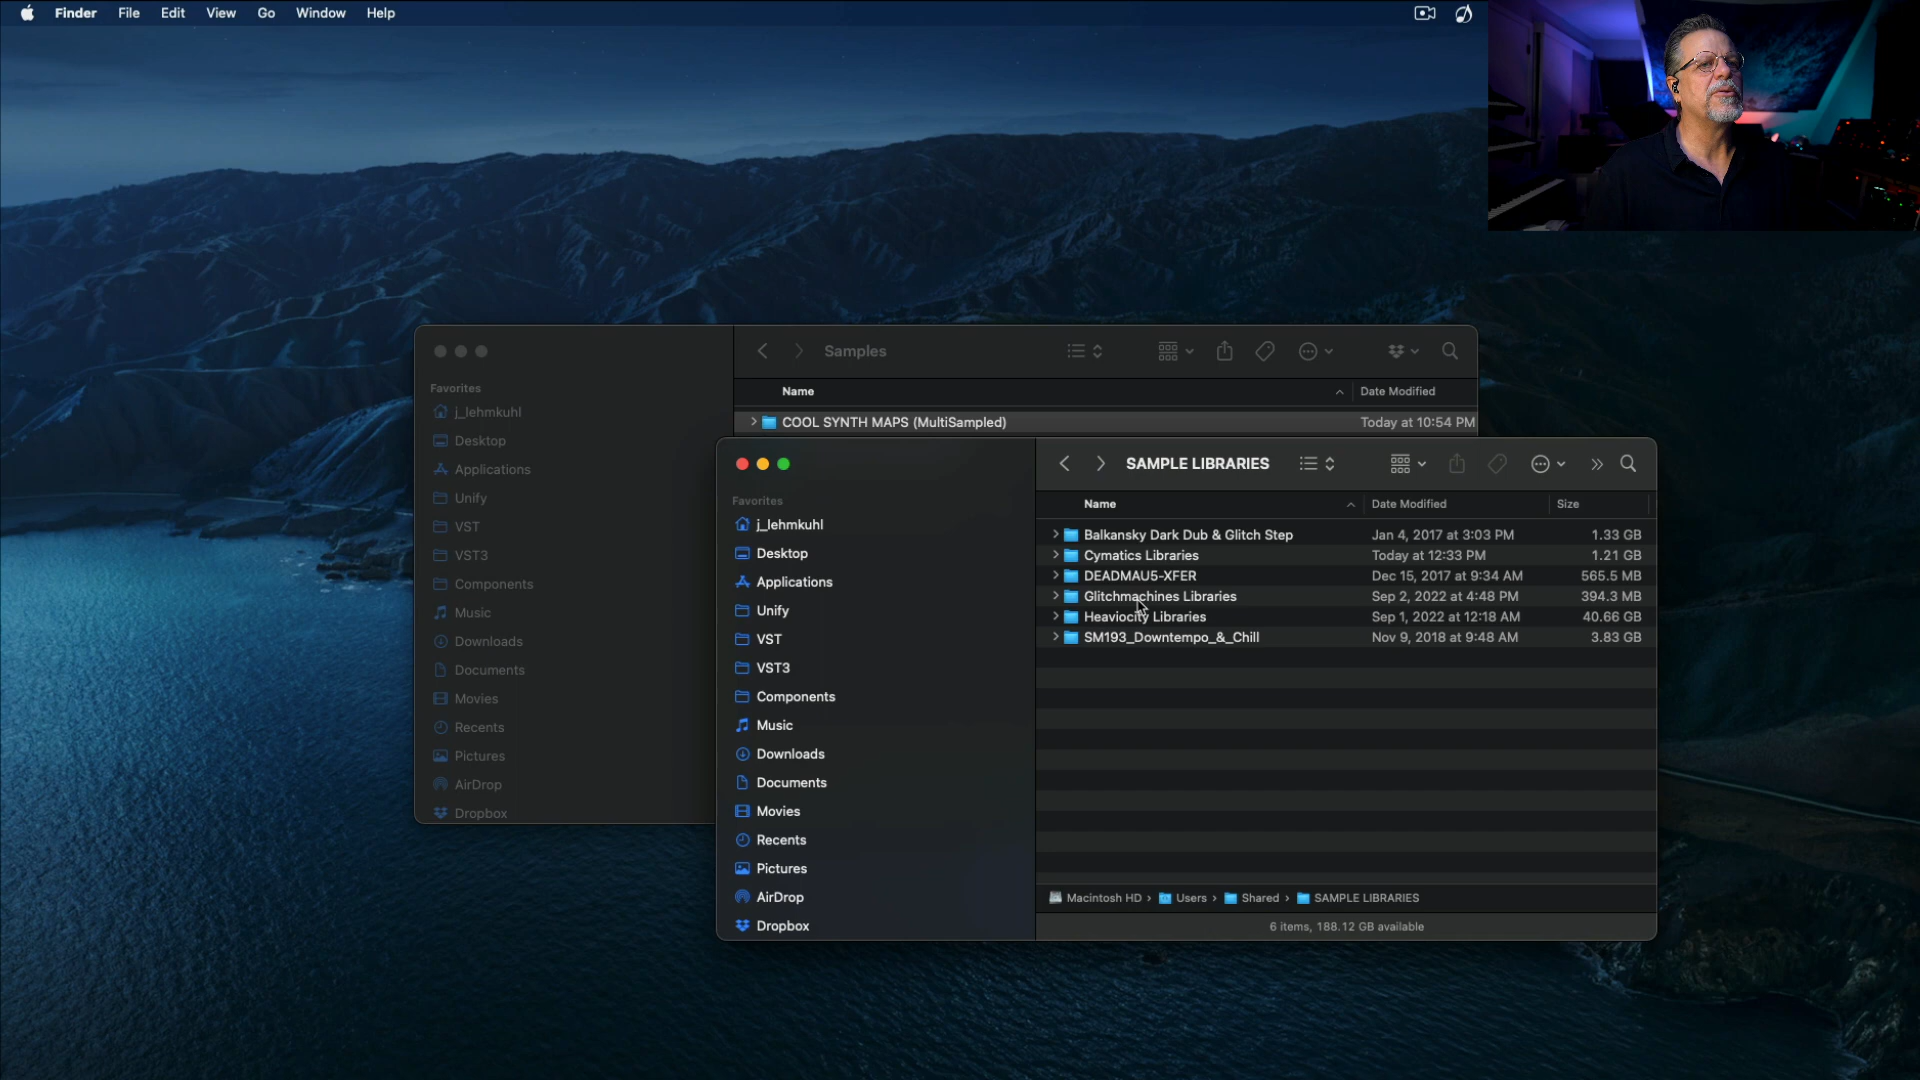 Finder File Edit View Go Window Help
Samples
Name Date Modified
COOL SYNTH MAPS (MultiSampled) Today at 10:54 PM
Favorites
j_lehmkuhl
Desktop
Applications
Unify
VST
VST3
Components
Music
Downloads
Documents
Movies
Recents
Pictures
AirDrop
Dropbox
SAMPLE LIBRARIES
Favorites
j_lehmkuhl
Desktop
Applications
Unify
VST
VST3
Components
Music
Downloads
Documents
Movies
Recents
Pictures
AirDrop
Dropbox
Name Date Modified Size
Balkansky Dark Dub & Glitch Step Jan 4, 2017 at 3:03 PM 1.33 GB
Cymatics Libraries Today at 12:33 PM 1.21 GB
DEADMAU5-XFER Dec 15, 2017 at 9:34 AM 565.5 MB
Glitchmachines Libraries Sep 2, 2022 at 4:48 PM 394.3 MB
Heaviocity Libraries Sep 1, 2022 at 12:18 AM 40.66 GB
SM193_Downtempo_&_Chill Nov 9, 2018 at 9:48 AM 3.83 GB
Macintosh HD › Users › Shared › SAMPLE LIBRARIES
6 items, 188.12 GB available